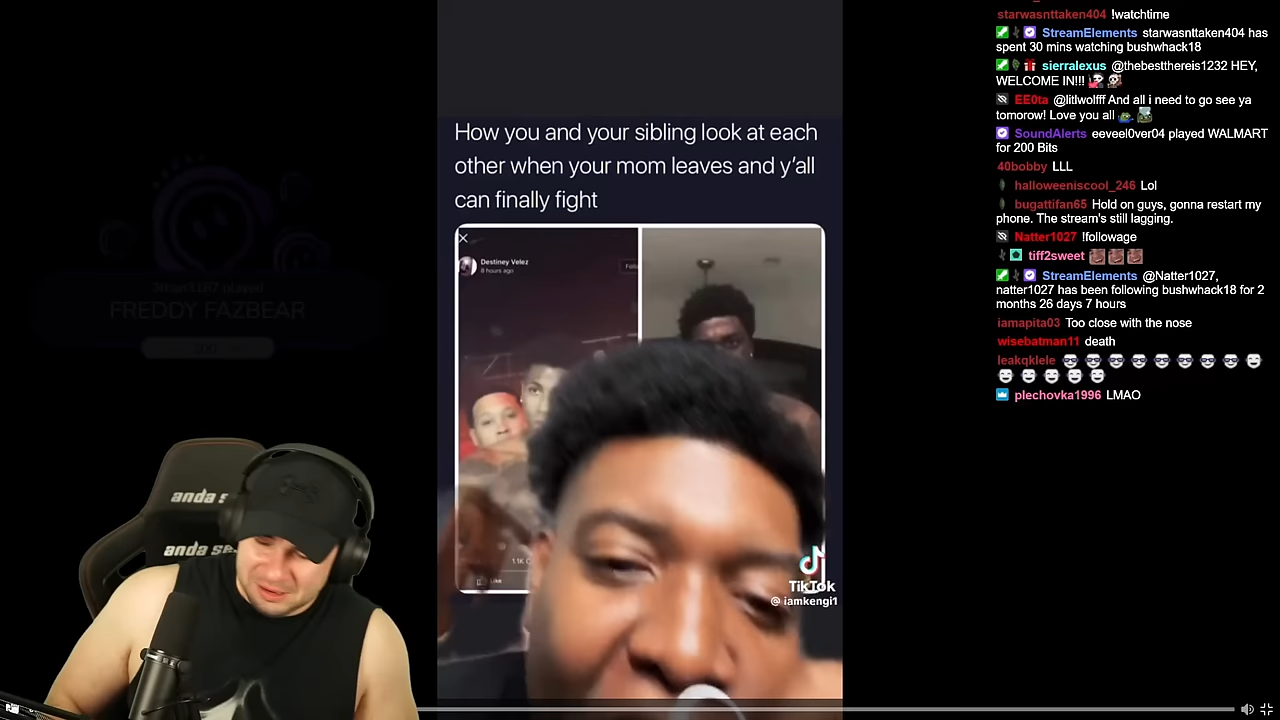 starwasnttaken404 !watchtime
StreamElements starwasnttaken404 has
spent 30 mins watching bushwhack18
sierralexus @thebestthereis1232 HEY,
WELCOME IN!!!
EE0ta @litlwolfff And all i need to go see ya
tomorow! Love you all
SoundAlerts eeveel0ver04 played WALMART
for 200 Bits
40bobby LLL
halloweeniscool_246 Lol
bugattifan65 Hold on guys, gonna restart my
phone. The stream's still lagging.
Natter1027 !followage
tiff2sweet
StreamElements @Natter1027,
natter1027 has been following bushwhack18 for 2
months 26 days 7 hours
iamapita03 Too close with the nose
wisebatman11 death
leakqklele
plechovka1996 LMAO
How you and your sibling look at each
other when your mom leaves and y'all
can finally fight
Destiney Velez
8 hours ago
Foll
1.1K
Like
TikTok
@iamkengi1
played
FREDDY FAZBEAR
anda se
anda se